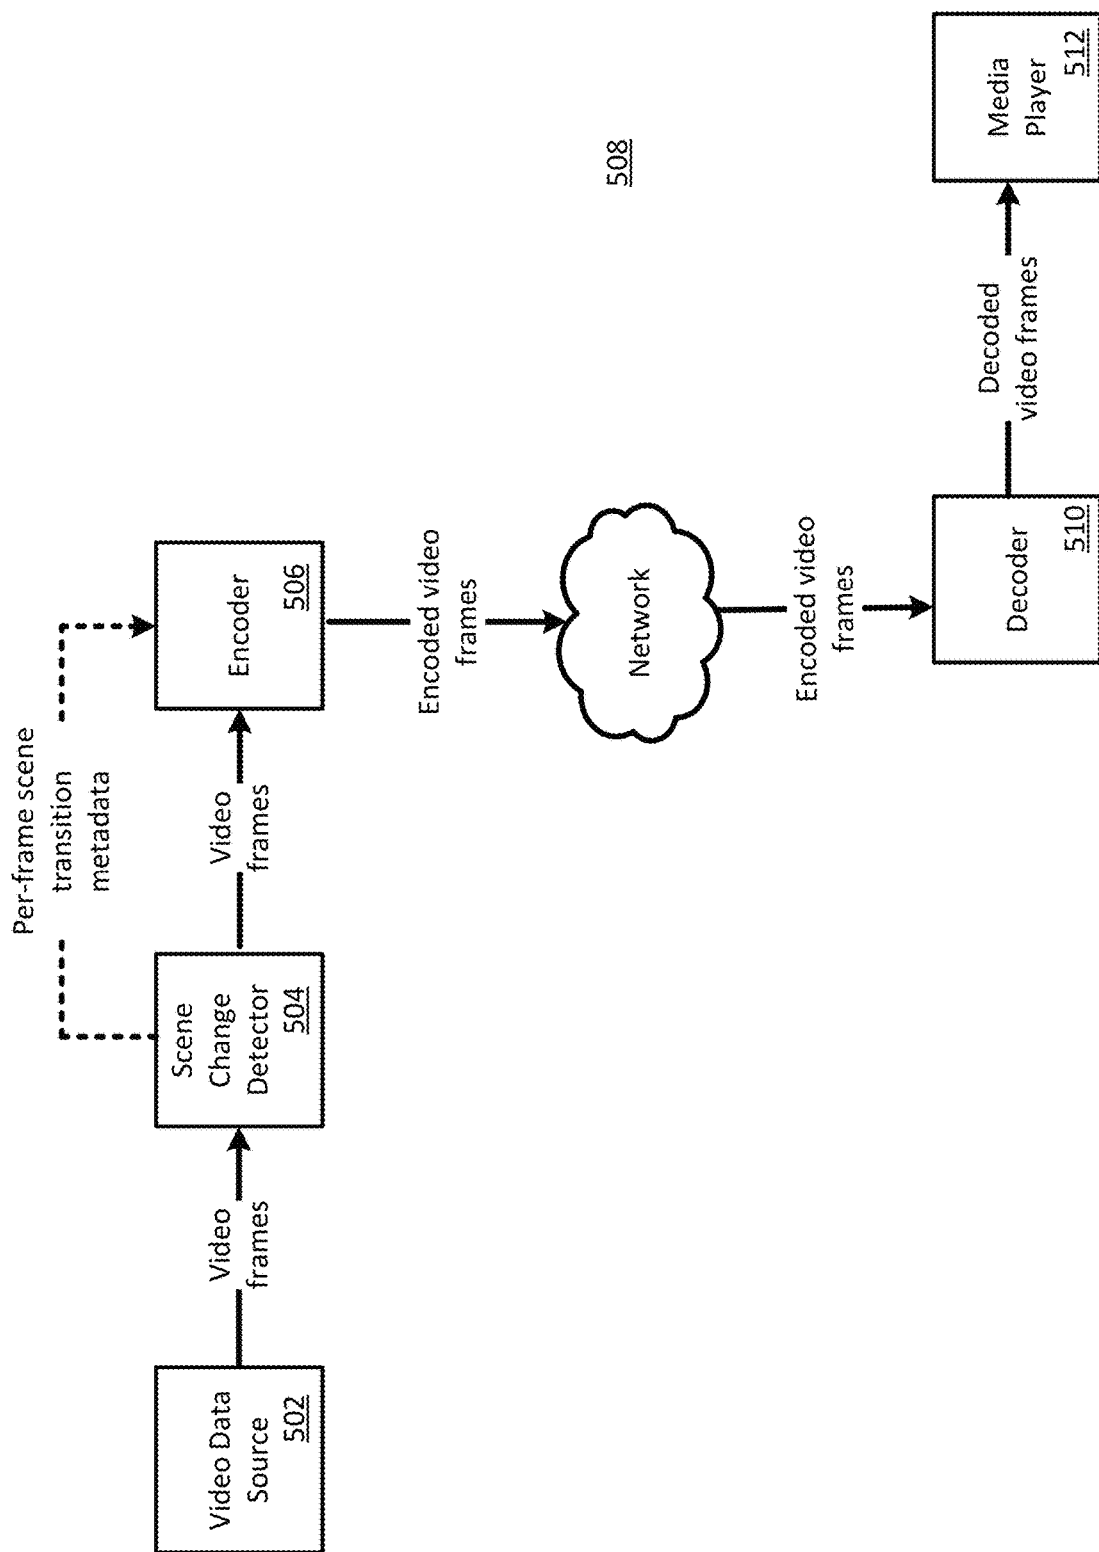 Per-frame scene
transition
metadata
Video Data
Source
502
Video
frames
Scene
Change
Detector
504
Video
frames
Encoder
506
Encoded video
frames
Network
508
Encoded video
frames
Decoder
510
Decoded
video frames
Media
Player
512